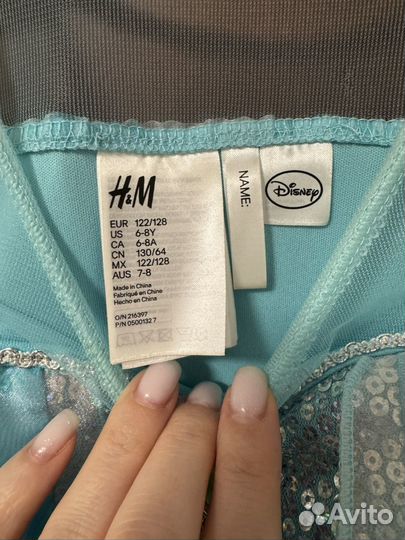 H&M
EUR 122/128
US 6-8Y
CA 6-8A
CN 130/64
MX 122/128
AUS 7-8
Made in China
Fabriqué en Chine
Hecho en China
O/N 216397
P/N 0500132 7
NAME:
Disney
Avito